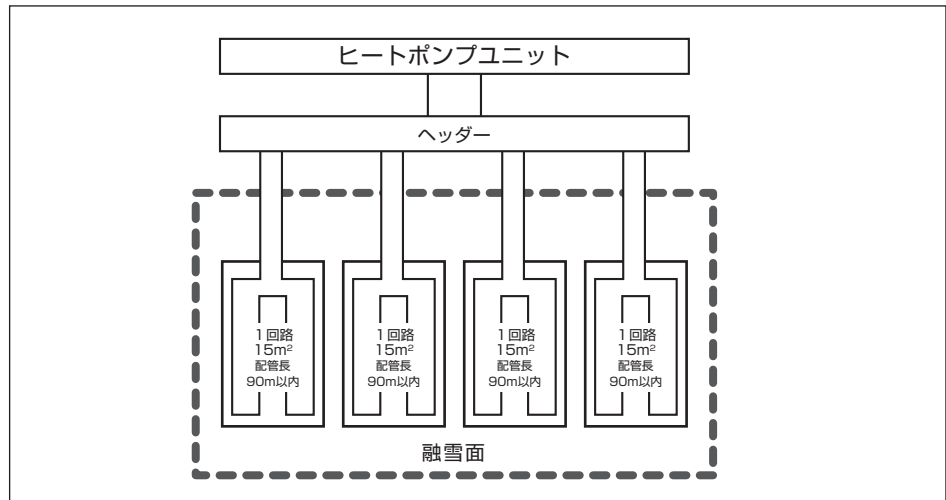 ヒートポンプユニット
ヘッダー
1回路
15m²
配管長
90m以内
1回路
15m²
配管長
90m以内
1回路
15m²
配管長
90m以内
1回路
15m²
配管長
90m以内
融雪面